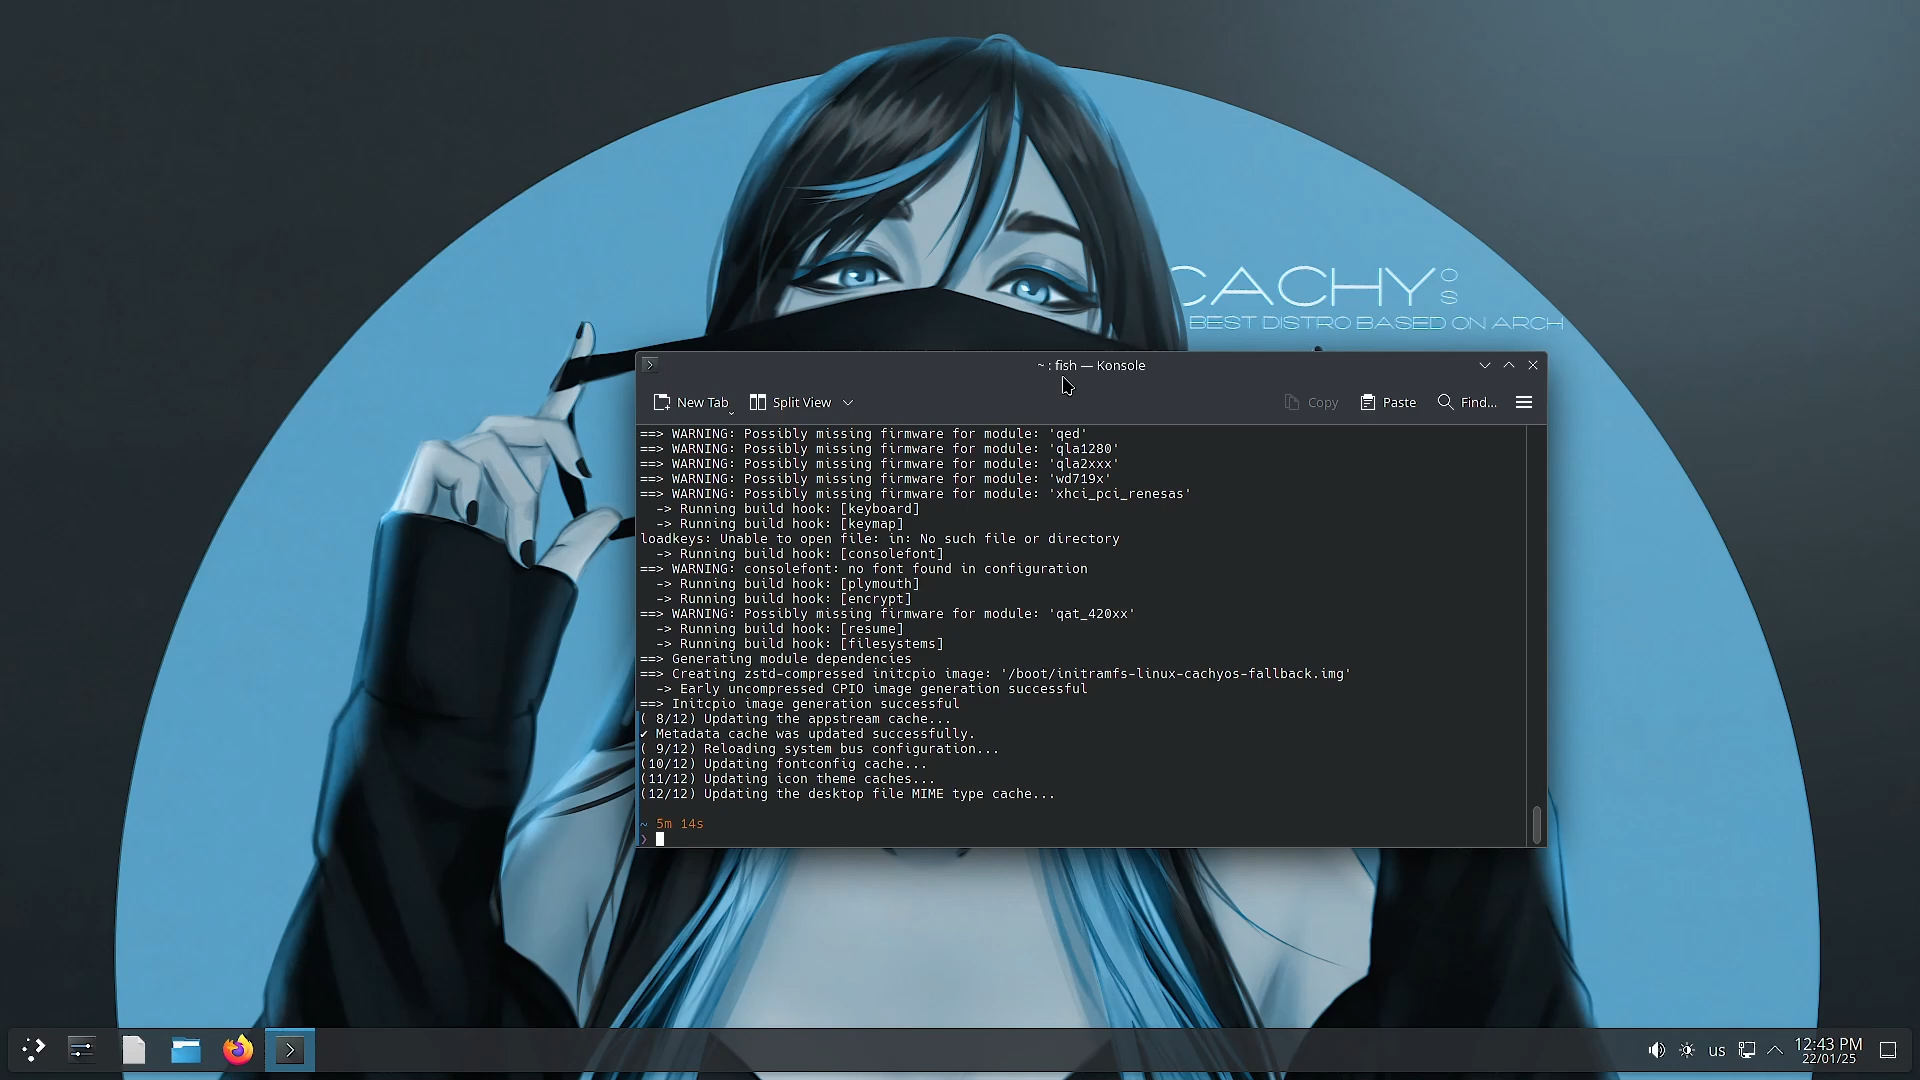 CACHY OS
BEST DISTRO BASED ON ARCH
~ : fish — Konsole
New Tab
Split View
Copy
Paste
Find...
==> WARNING: Possibly missing firmware for module: 'qed'
==> WARNING: Possibly missing firmware for module: 'qla1280'
==> WARNING: Possibly missing firmware for module: 'qla2xxx'
==> WARNING: Possibly missing firmware for module: 'wd719x'
==> WARNING: Possibly missing firmware for module: 'xhci_pci_renesas'
  -> Running build hook: [keyboard]
  -> Running build hook: [keymap]
loadkeys: Unable to open file: in: No such file or directory
  -> Running build hook: [consolefont]
==> WARNING: consolefont: no font found in configuration
  -> Running build hook: [plymouth]
  -> Running build hook: [encrypt]
==> WARNING: Possibly missing firmware for module: 'qat_420xx'
  -> Running build hook: [resume]
  -> Running build hook: [filesystems]
==> Generating module dependencies
==> Creating zstd-compressed initcpio image: '/boot/initramfs-linux-cachyos-fallback.img'
  -> Early uncompressed CPIO image generation successful
==> Initcpio image generation successful
( 8/12) Updating the appstream cache...
✔ Metadata cache was updated successfully.
( 9/12) Reloading system bus configuration...
(10/12) Updating fontconfig cache...
(11/12) Updating icon theme caches...
(12/12) Updating the desktop file MIME type cache...
~ 5m 14s
❯
us
12:43 PM
22/01/25